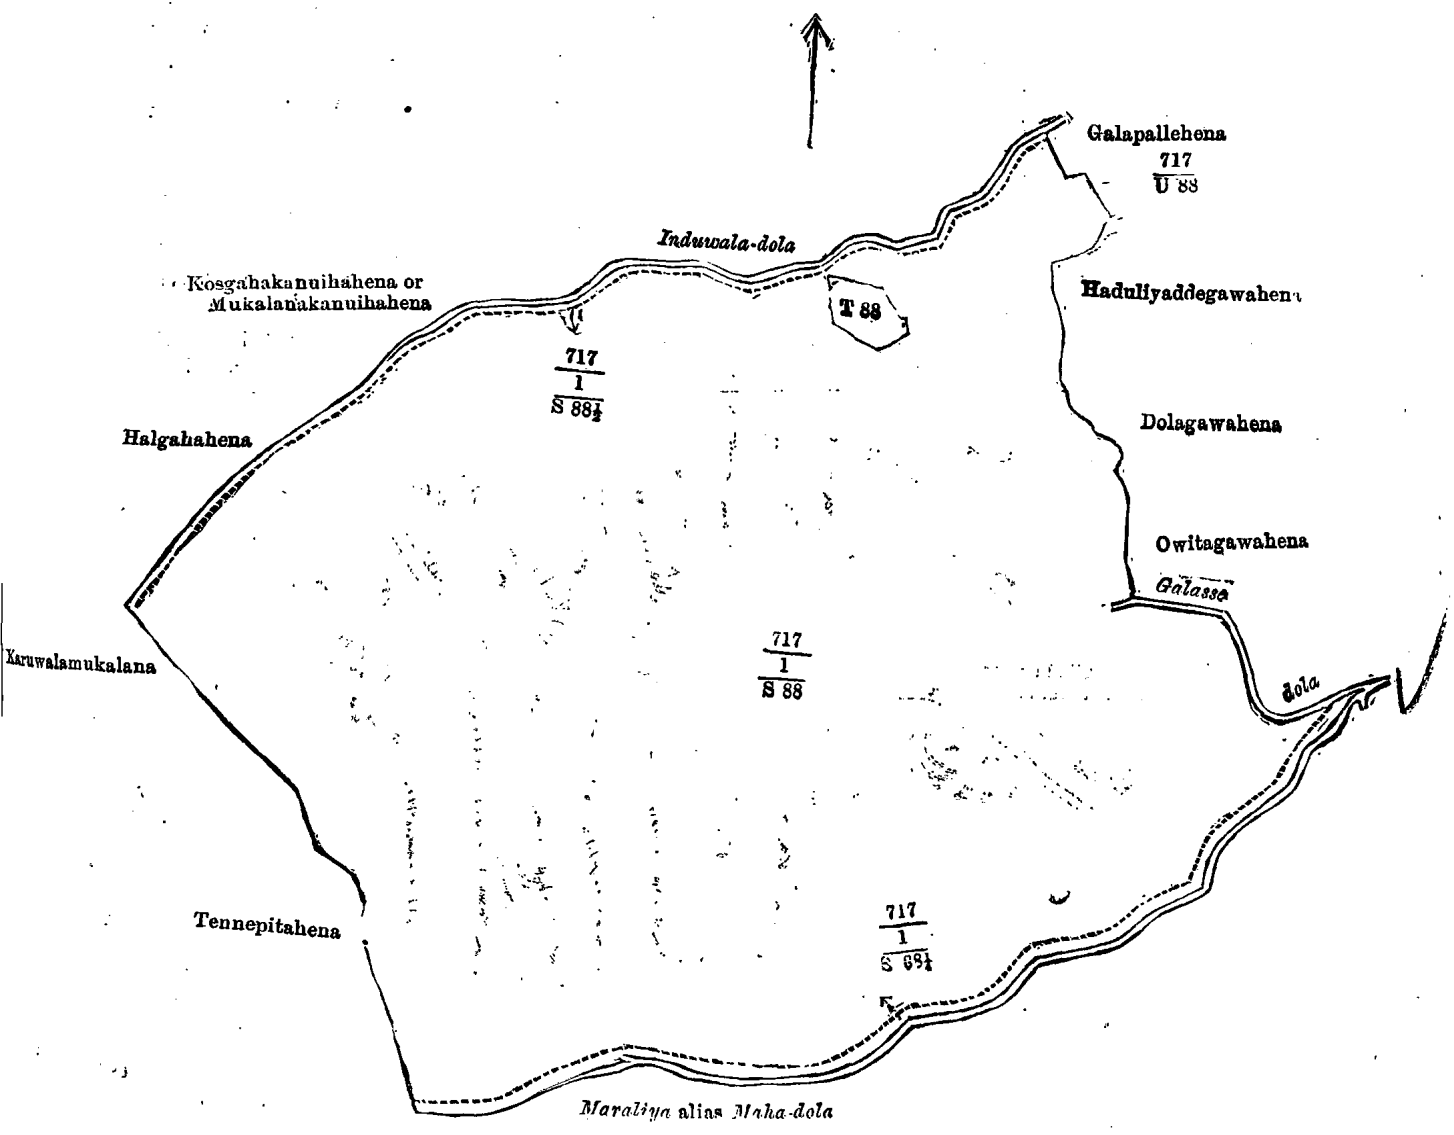 Galapallehena
717
U 88
Induwala-dola
Kosgahakanuihahena or
Mukalanakanuihahena
Haduliyaddegawahena
T 88
717
1
S 88½
Halgahahena
Dolagawahena
Owitagawahena
Galasse
dola
Karuwalamukalana
717
1
S 88
Tennepitahena
717
1
S 88¼
Maraliya alias Maha-dola